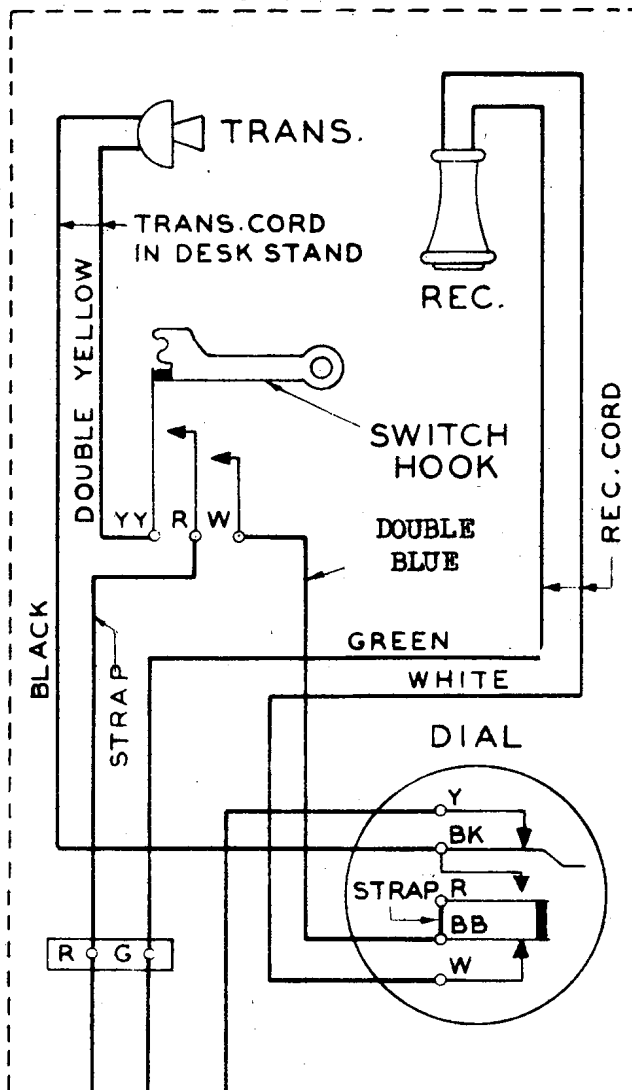 TRANS.
TRANS. CORD
IN DESK STAND
REC.
DOUBLE YELLOW
SWITCH
HOOK
REC. CORD
YY R W
DOUBLE
BLUE
BLACK
STRAP
GREEN
WHITE
DIAL
Y
BK
STRAP R
BB
W
R G